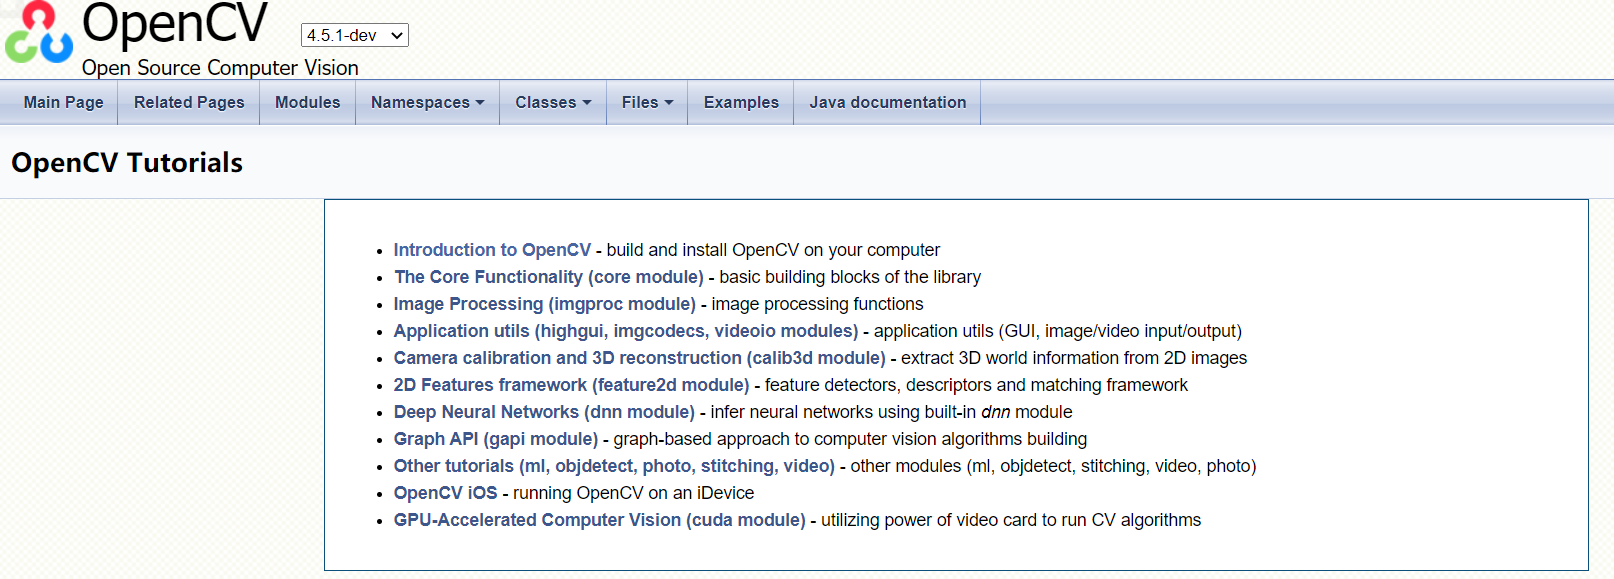 OpenCV
4.5.1-dev
Open Source Computer Vision
Main Page Related Pages Modules Namespaces Classes Files Examples Java documentation
OpenCV Tutorials
Introduction to OpenCV - build and install OpenCV on your computer
The Core Functionality (core module) - basic building blocks of the library
Image Processing (imgproc module) - image processing functions
Application utils (highgui, imgcodecs, videoio modules) - application utils (GUI, image/video input/output)
Camera calibration and 3D reconstruction (calib3d module) - extract 3D world information from 2D images
2D Features framework (feature2d module) - feature detectors, descriptors and matching framework
Deep Neural Networks (dnn module) - infer neural networks using built-in dnn module
Graph API (gapi module) - graph-based approach to computer vision algorithms building
Other tutorials (ml, objdetect, photo, stitching, video) - other modules (ml, objdetect, stitching, video, photo)
OpenCV iOS - running OpenCV on an iDevice
GPU-Accelerated Computer Vision (cuda module) - utilizing power of video card to run CV algorithms